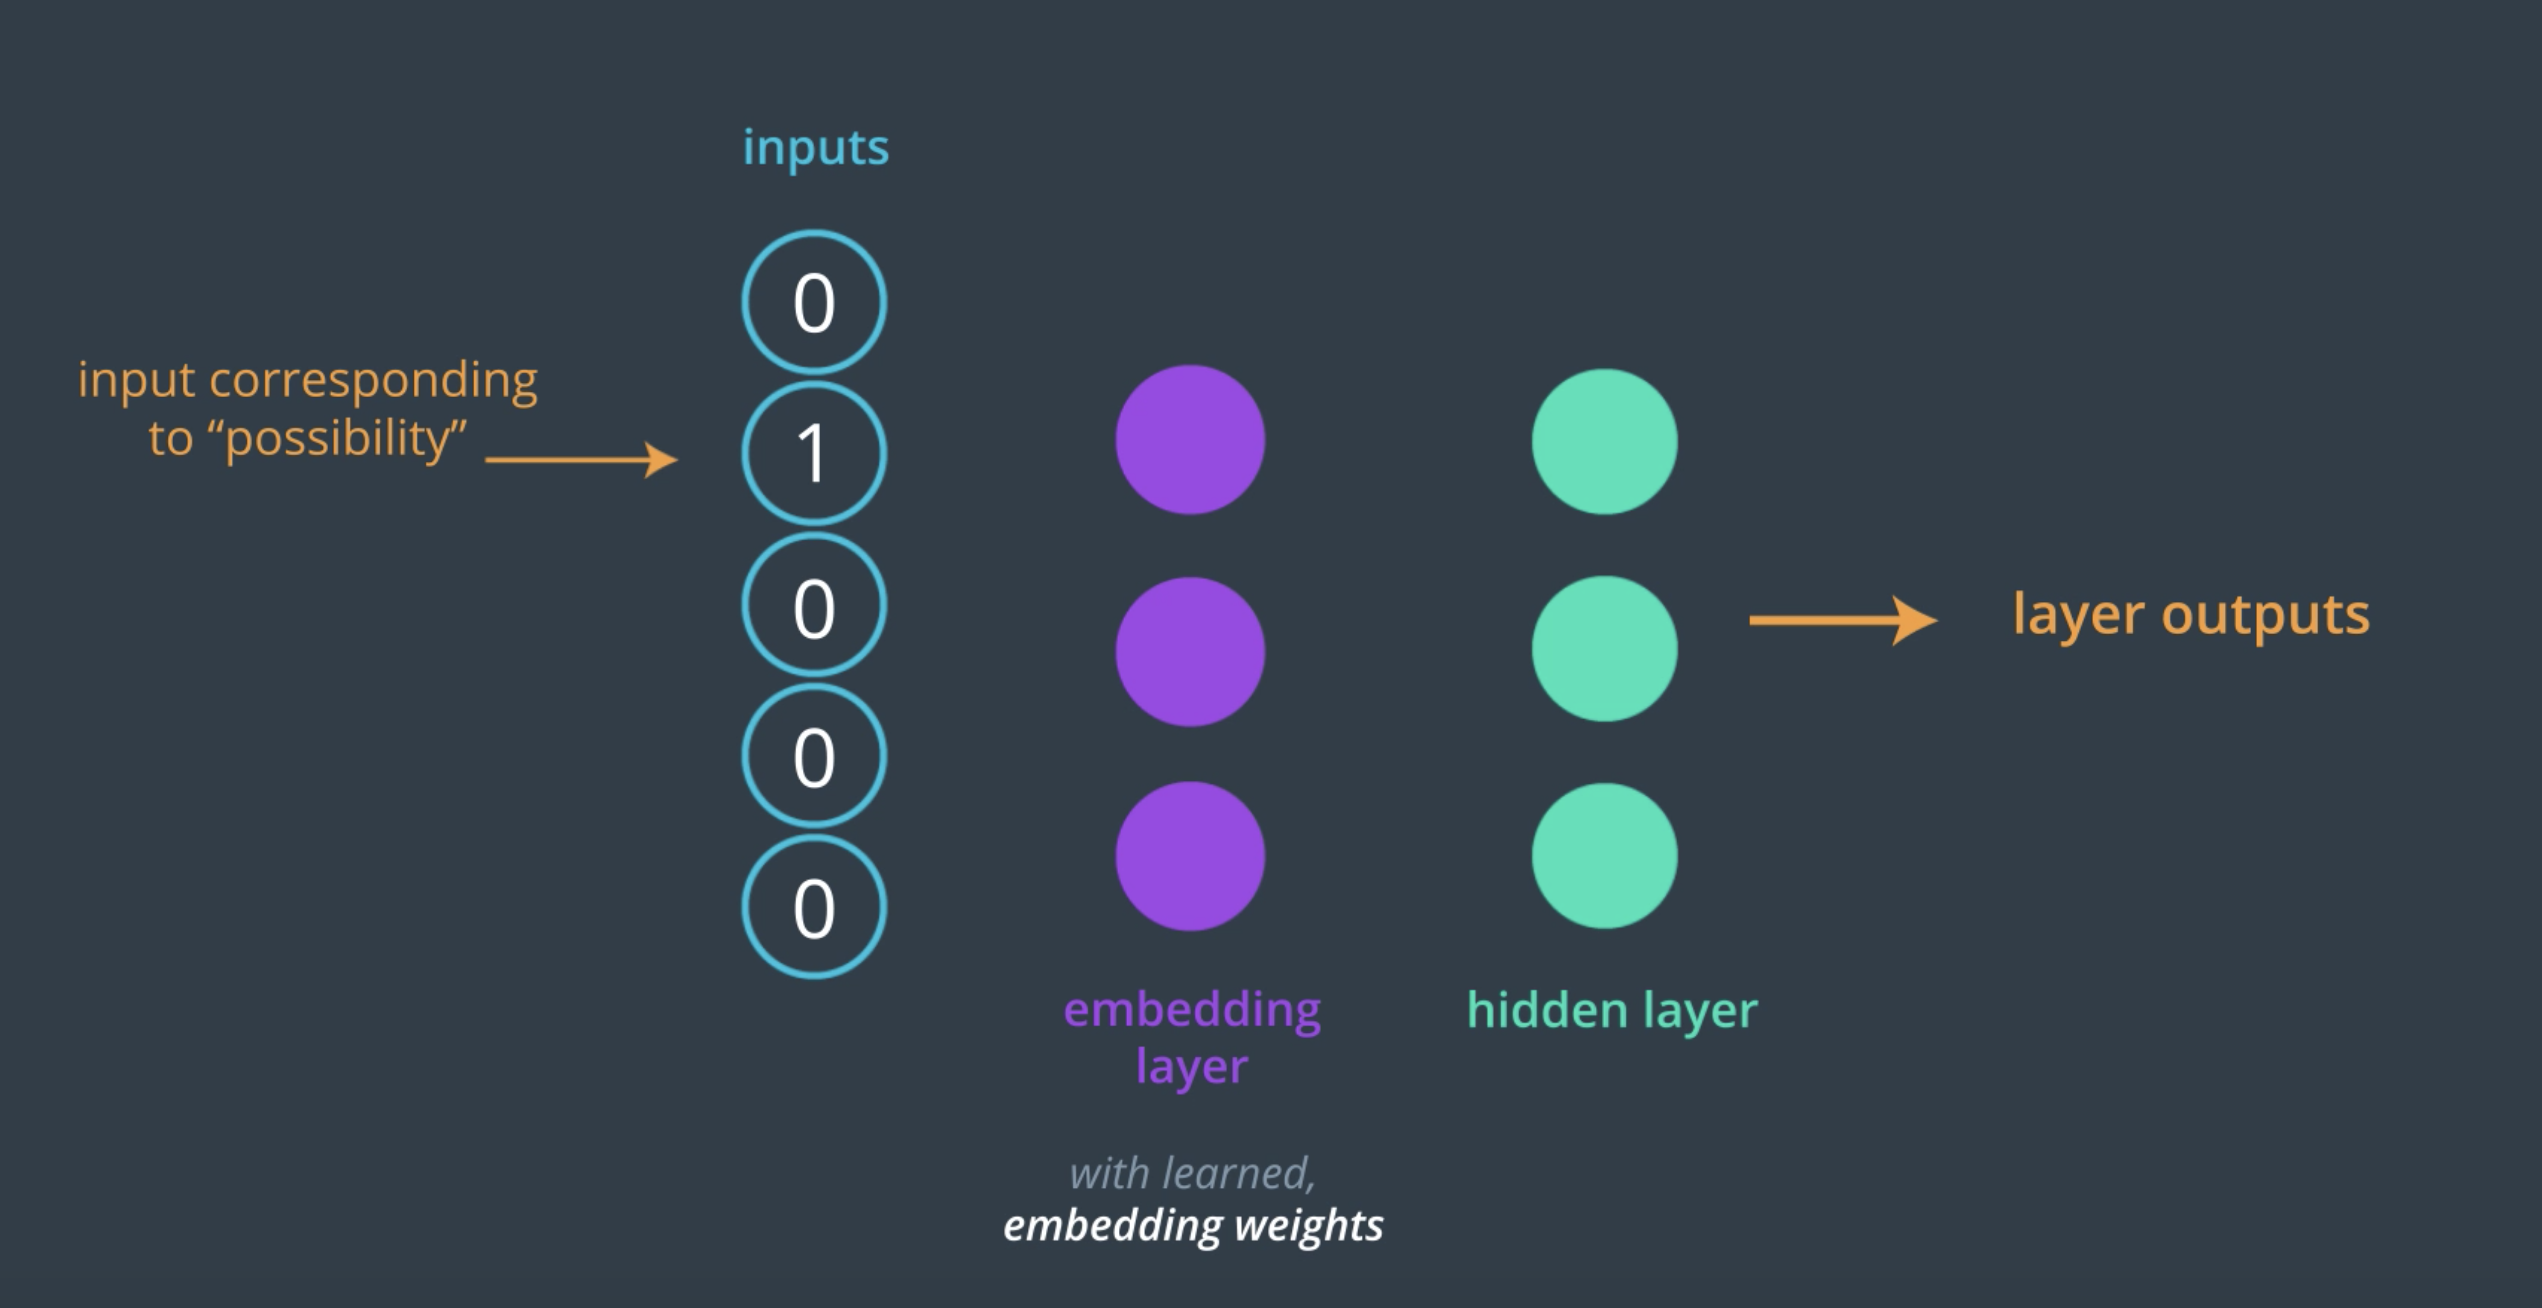 inputs
0
input corresponding
to “possibility”
1
0
0
0
layer outputs
embedding
layer
hidden layer
with learned,
embedding weights